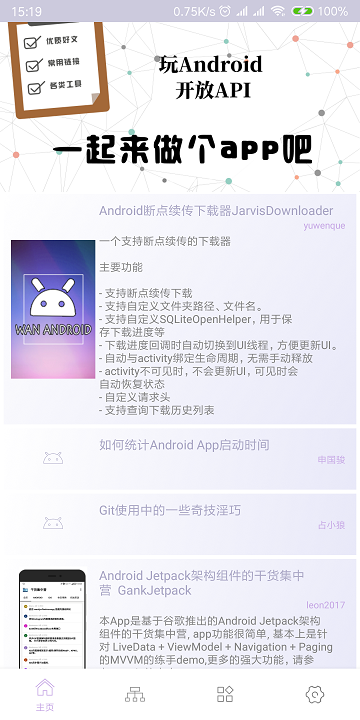 15:19
0.75K/s
100%
优质好文
常用链接
各类工具
玩Android
开放API
一起来做个app吧
Android断点续传下载器JarvisDownloader
yuwenque
一个支持断点续传的下载器
主要功能
- 支持断点续传下载
- 支持自定义文件夹路径、文件名。
- 支持自定义SQLiteOpenHelper，用于保
存下载进度等
- 下载进度回调时自动切换到UI线程，方便更新UI。
- 自动与activity绑定生命周期，无需手动释放
- activity不可见时，不会更新UI，可见时会
自动恢复状态
- 自定义请求头
- 支持查询下载历史列表
WAN ANDROID
如何统计Android App启动时间
申国骏
Git使用中的一些奇技淫巧
占小狼
Android Jetpack架构组件的干货集中
营 GankJetpack
leon2017
本App是基于谷歌推出的Android Jetpack架构
组件的干货集中营, app功能很简单, 基本上是针
对 LiveData + ViewModel + Navigation + Paging
的MVVM的练手demo,更多的强大功能，请参
主页